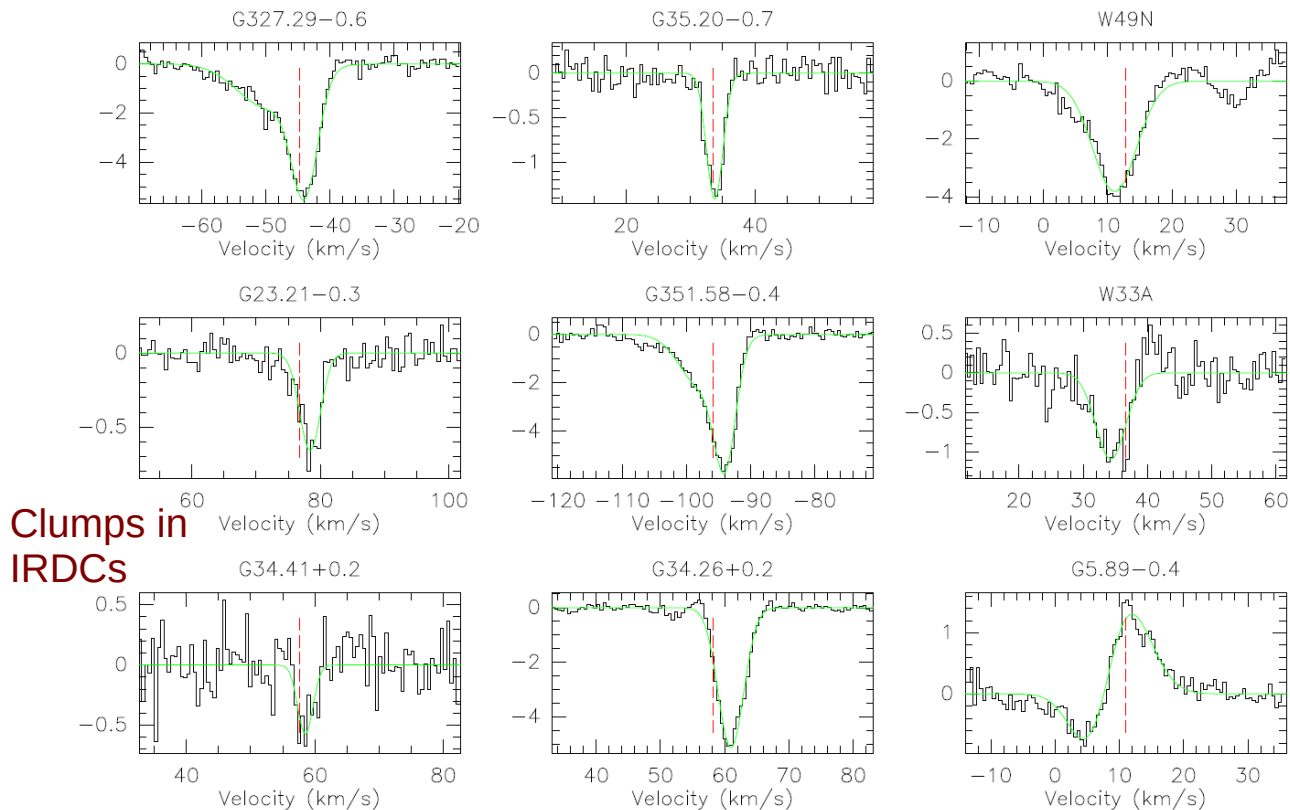 G327.29−0.6
G35.20−0.7
W49N
0
−2
−4
−60 −50 −40 −30 −20
Velocity (km/s)
0
−0.5
−1
20 40
Velocity (km/s)
0
−2
−4
−10 0 10 20 30
Velocity (km/s)
G23.21−0.3
G351.58−0.4
W33A
0
−0.5
60 80 100
Velocity (km/s)
0
−2
−4
−120 −110 −100 −90 −80
Velocity (km/s)
0.5
0
−0.5
−1
20 30 40 50 60
Velocity (km/s)
Clumps in
IRDCs
G34.41+0.2
G34.26+0.2
G5.89−0.4
0.5
0
−0.5
40 60 80
Velocity (km/s)
0
−2
−4
40 50 60 70 80
Velocity (km/s)
1
0
−10 0 10 20 30
Velocity (km/s)